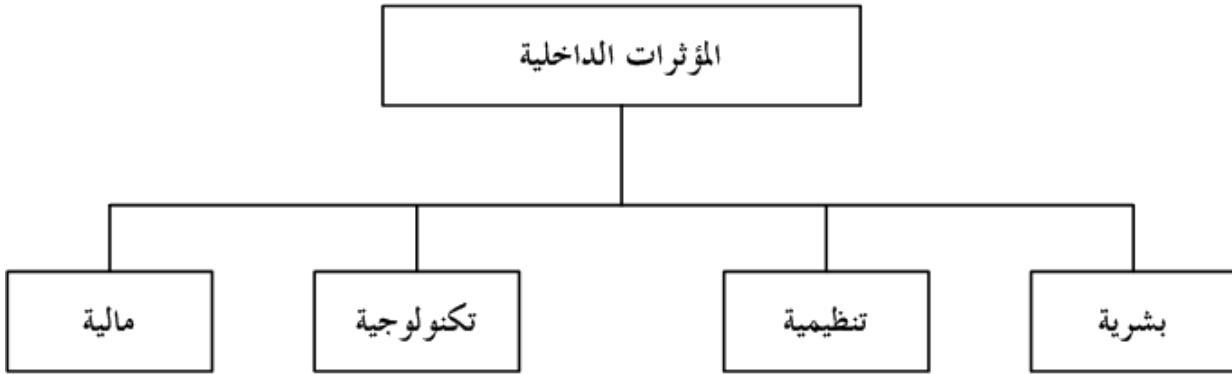 المؤثرات الداخلية
بشرية
تنظيمية
تكنولوجية
مالية